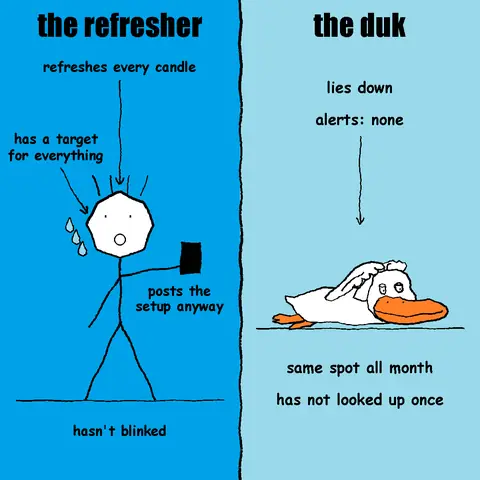 the refresher
refreshes every candle
has a target
for everything
posts the
setup anyway
hasn't blinked
the duk
lies down
alerts: none
same spot all month
has not looked up once